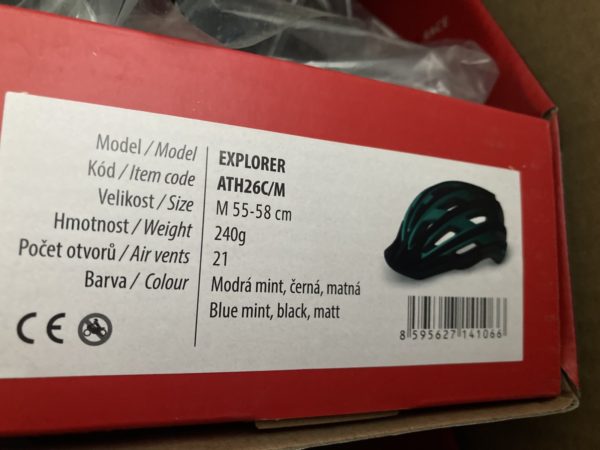 RACE
Model / Model EXPLORER
Kód / Item code ATH26C/M
Velikost / Size M 55-58 cm
Hmotnost / Weight 240g
Počet otvorů / Air vents 21
Barva / Colour Modrá mint, černá, matná
Blue mint, black, matt
CE
8 595627 141066